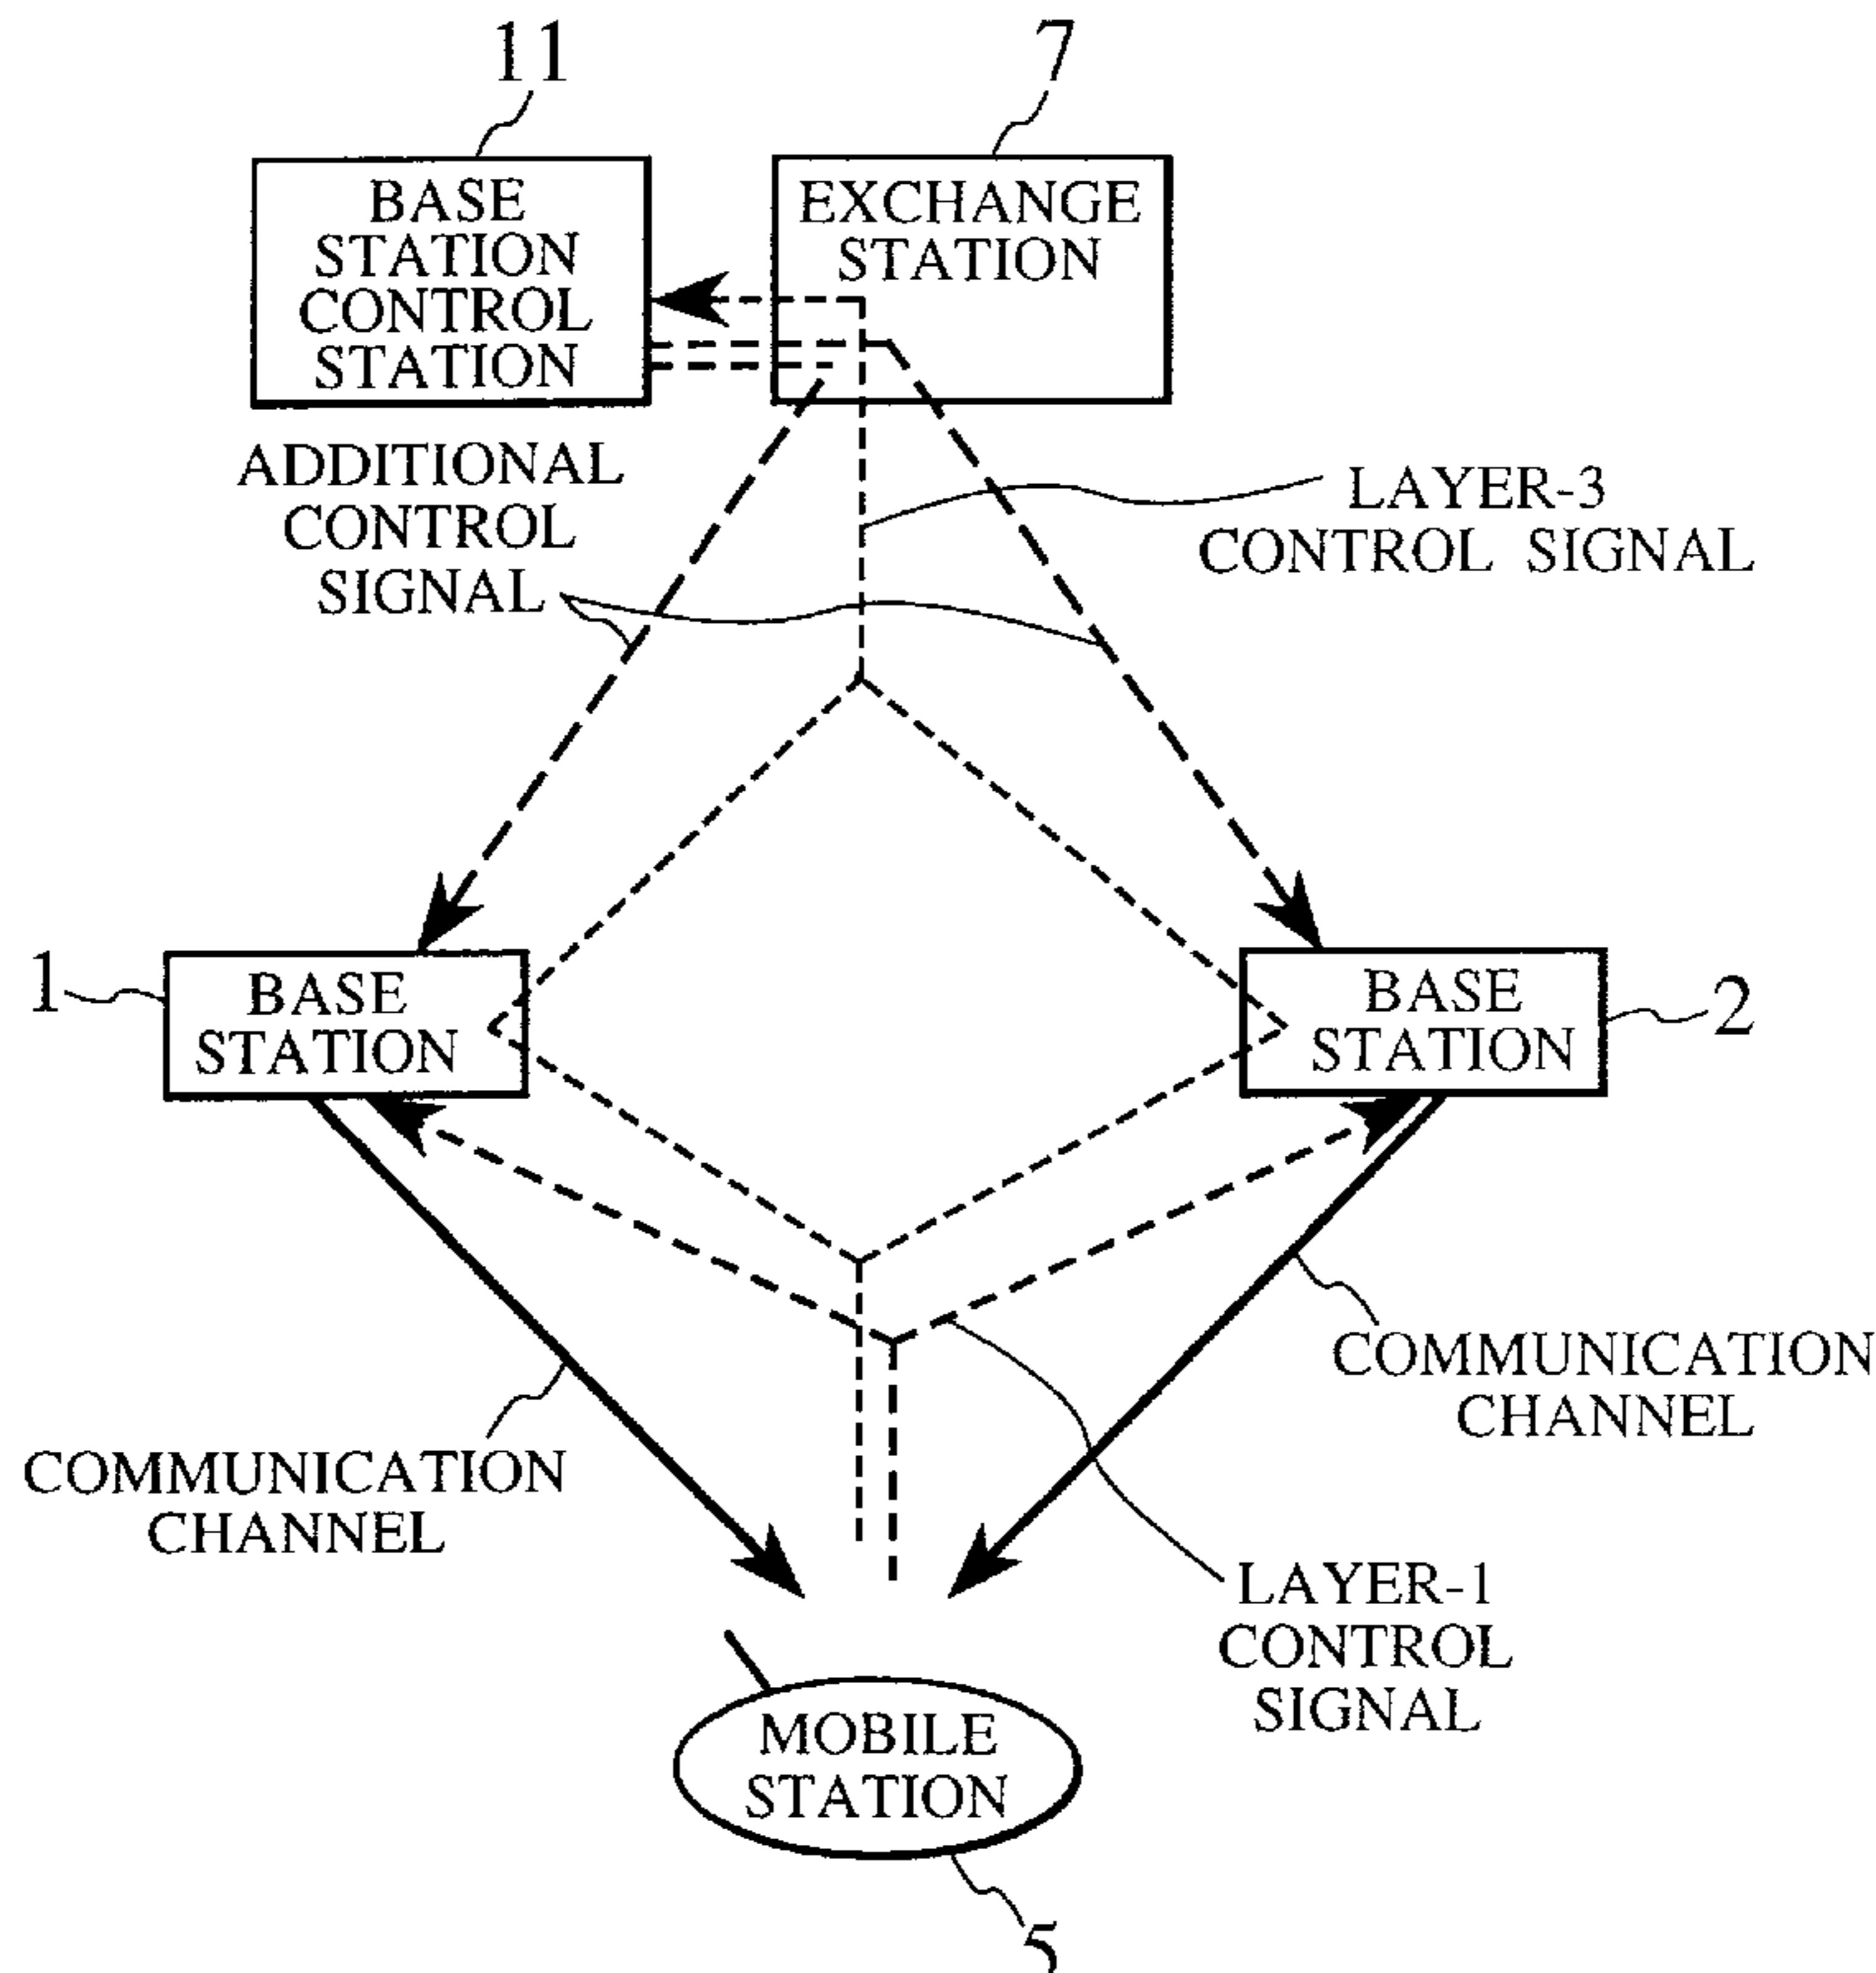 11
7
BASE
STATION
CONTROL
STATION
EXCHANGE
STATION
ADDITIONAL
CONTROL
SIGNAL
LAYER-3
CONTROL SIGNAL
1
BASE
STATION
BASE
STATION
2
COMMUNICATION
CHANNEL
COMMUNICATION
CHANNEL
LAYER-1
CONTROL
SIGNAL
MOBILE
STATION
5